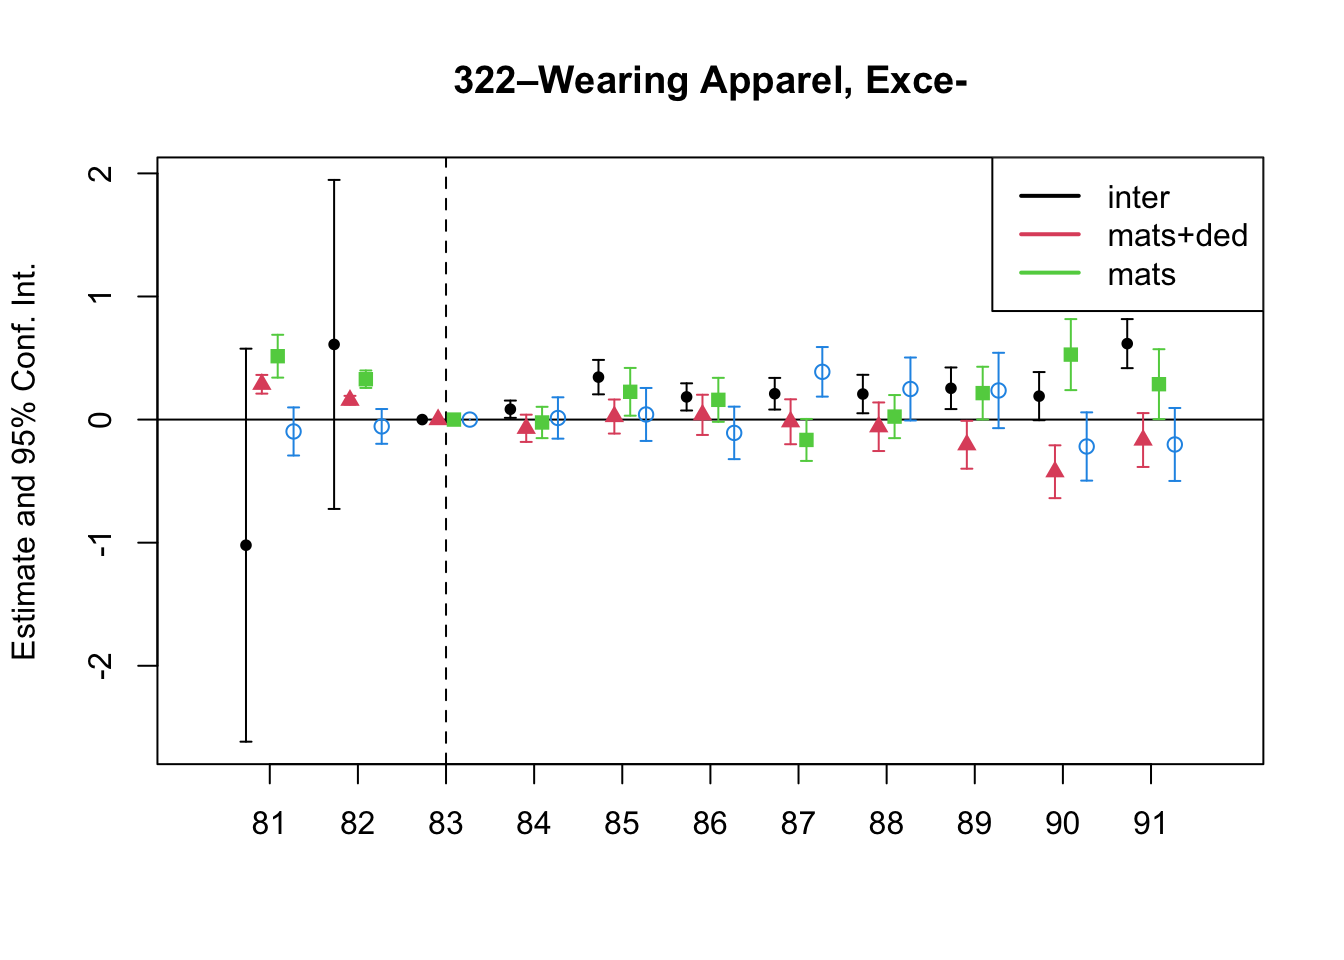 322–Wearing Apparel, Exce-
Estimate and 95% Conf. Int.
2
1
0
-1
-2
inter
mats+ded
mats
81 82 83 84 85 86 87 88 89 90 91